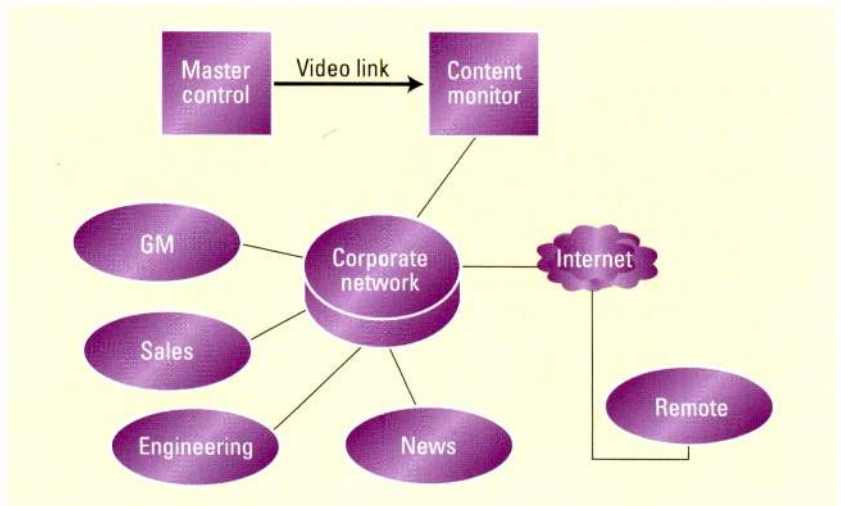 Master
control
Video link
Content
monitor
GM
Corporate
network
Internet
Sales
Remote
Engineering
News